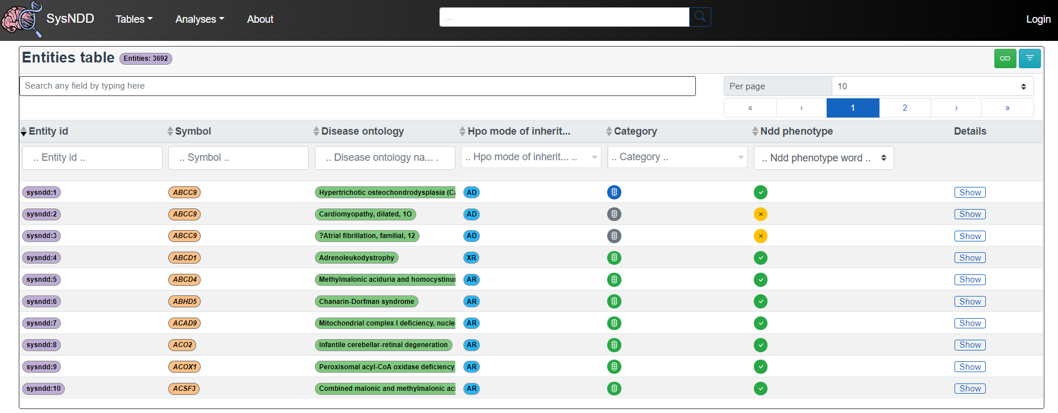 SysNDD Tables Analyses About ... Login
Entities table Entities: 3692
Search any field by typing here Per page 10
« ‹ 1 2 › »
Entity id Symbol Disease ontology Hpo mode of inherit... Category Ndd phenotype Details
.. Entity id .. .. Symbol .. .. Disease ontology na... . .. Hpo mode of inherit... .. .. Category .. .. Ndd phenotype word ..
sysndd:1 ABCC9 Hypertrichotic osteochondrodysplasia (C AD Show
sysndd:2 ABCC9 Cardiomyopathy, dilated, 1O AD Show
sysndd:3 ABCC9 ?Atrial fibrillation, familial, 12 AD Show
sysndd:4 ABCD1 Adrenoleukodystrophy XR Show
sysndd:5 ABCD4 Methylmalonic aciduria and homocystinu AR Show
sysndd:6 ABHD5 Chanarin-Dorfman syndrome AR Show
sysndd:7 ACAD9 Mitochondrial complex I deficiency, nucle AR Show
sysndd:8 ACO2 Infantile cerebellar-retinal degeneration AR Show
sysndd:9 ACOX1 Peroxisomal acyl-CoA oxidase deficiency AR Show
sysndd:10 ACSF3 Combined malonic and methylmalonic ac AR Show